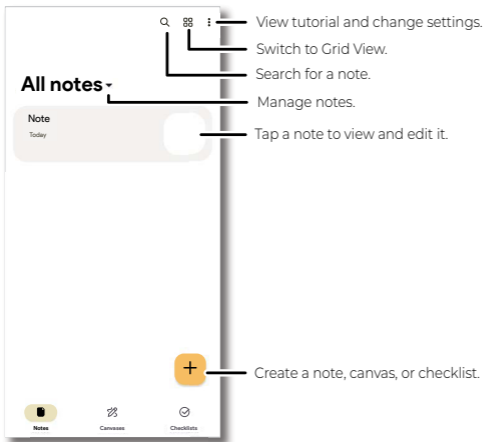 View tutorial and change settings.
Switch to Grid View.
Search for a note.
All notes
Manage notes.
Note
Today
Tap a note to view and edit it.
Create a note, canvas, or checklist.
Notes Canvases Checklists